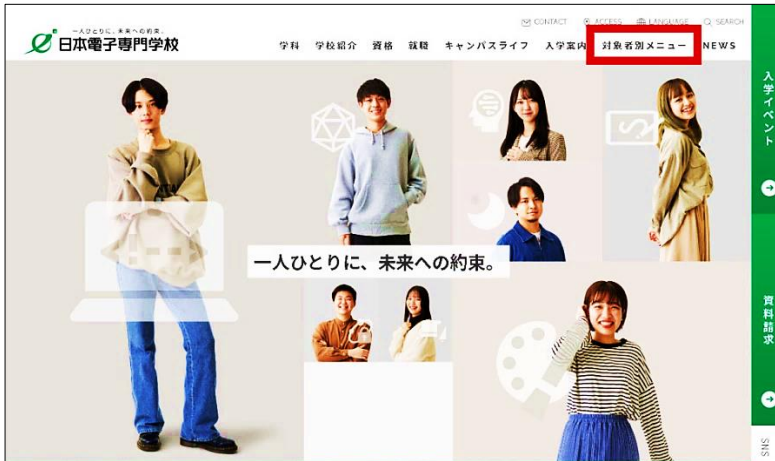 CONTACT
ACCESS
LANGUAGE
SEARCH
一人ひとりに、未来への約束。
日本電子専門学校
学科
学校紹介
資格
就職
キャンパスライフ
入学案内
対象者別メニュー
NEWS
入学イベント
一人ひとりに、未来への約束。
資料請求
SNS